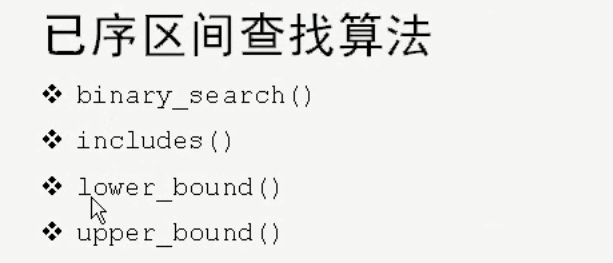 已序区间查找算法
❖ binary_search()
❖ includes()
❖ lower_bound()
❖ upper_bound()